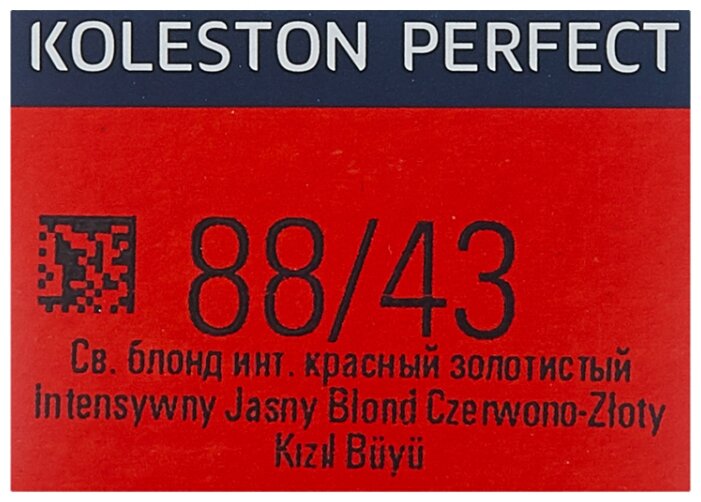 KOLESTON PERFECT
88/43
Св. блонд инт. красный золотистый
Intensywny Jasny Blond Czerwono-Złoty
Kızıl Büyü